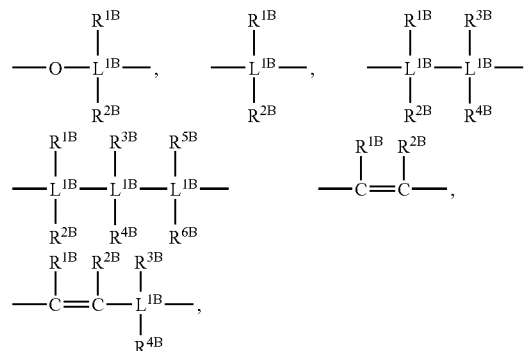 R1B R1B R3B R1B
—O—L1B—, —L1B—, —L1B—L1B—
R2B R2B R2B R4B
R1B R3B R5B R1B R2B
—L1B—L1B—L1B— —C=C—,
R2B R4B R6B
R1B R2B R3B
—C=C—L1B—,
R4B